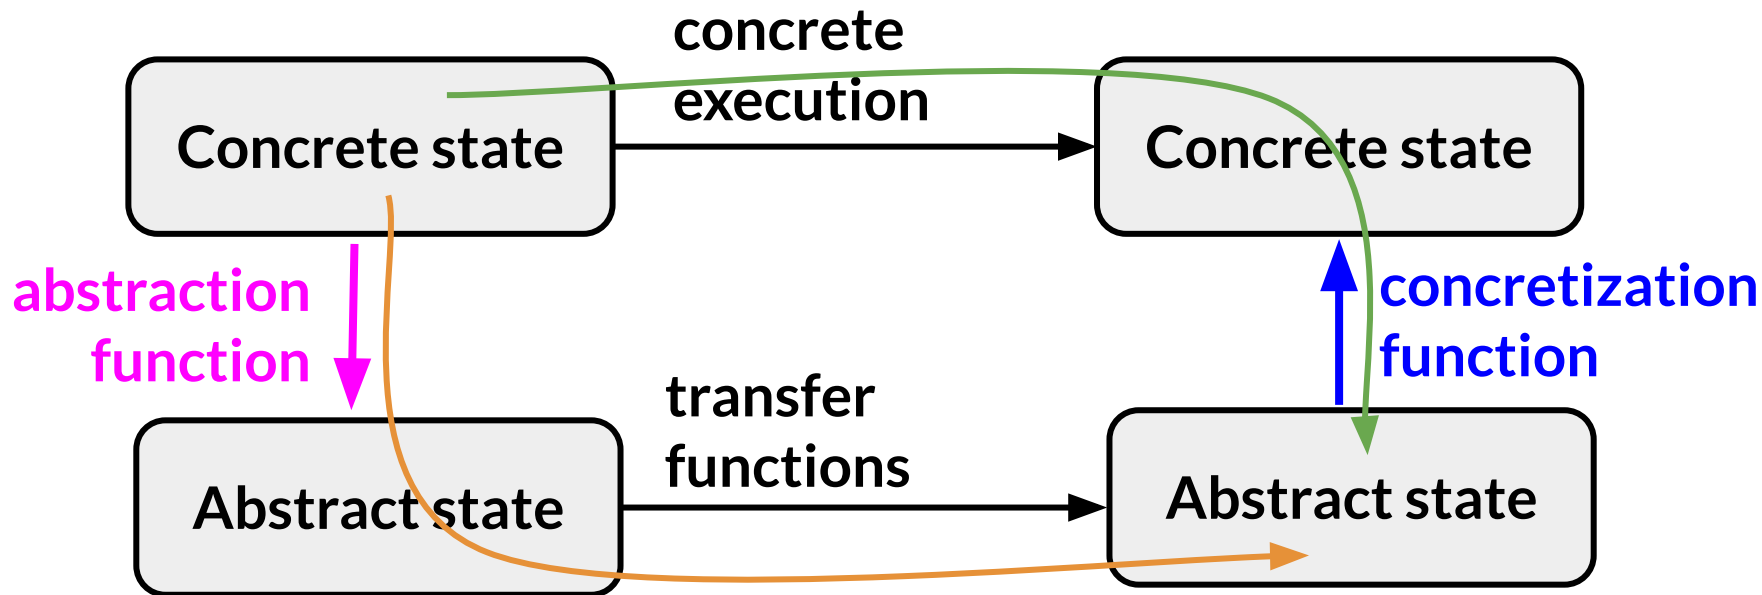 concrete
execution
Concrete state
Concrete state
abstraction
function
concretization
function
transfer
functions
Abstract state
Abstract state